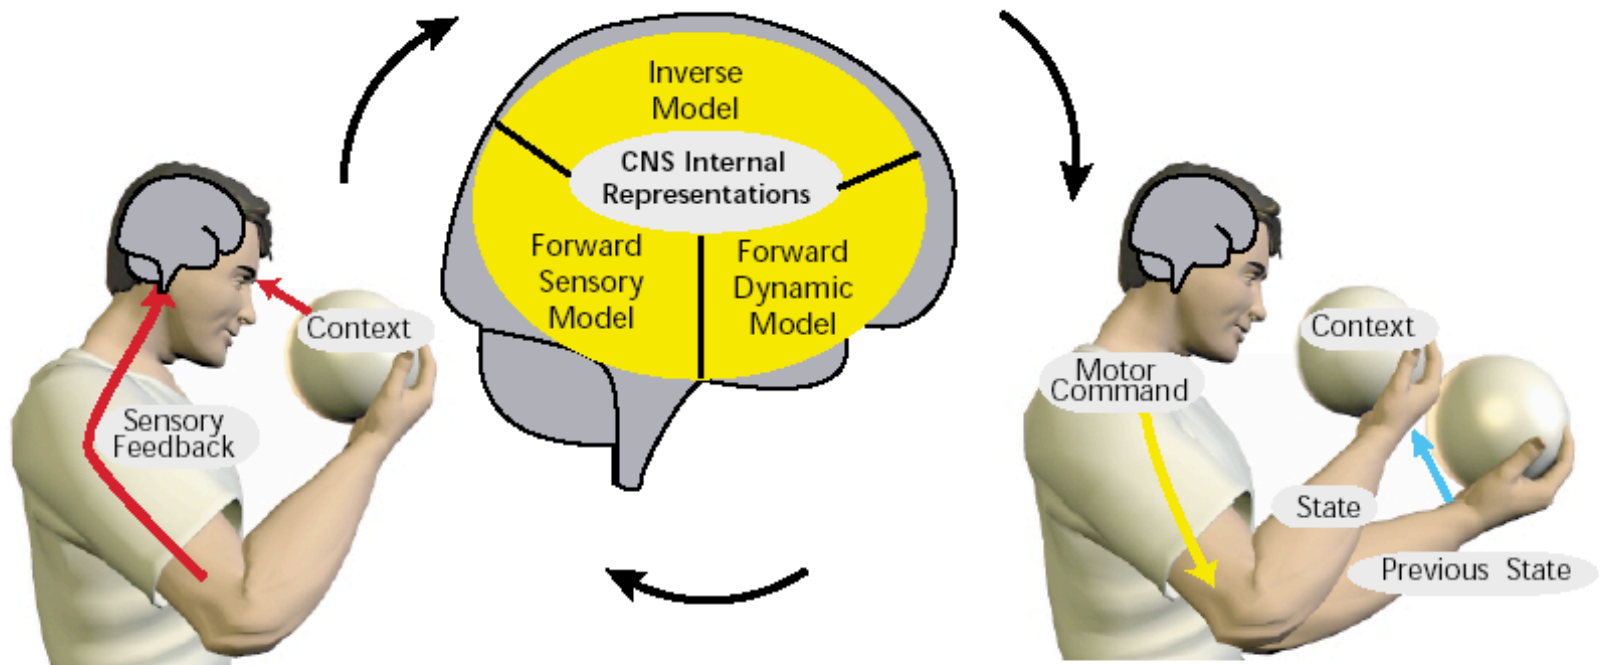 Inverse
Model
CNS Internal
Representations
Forward
Sensory
Model
Forward
Dynamic
Model
Context
Sensory
Feedback
Context
Motor
Command
State
Previous State